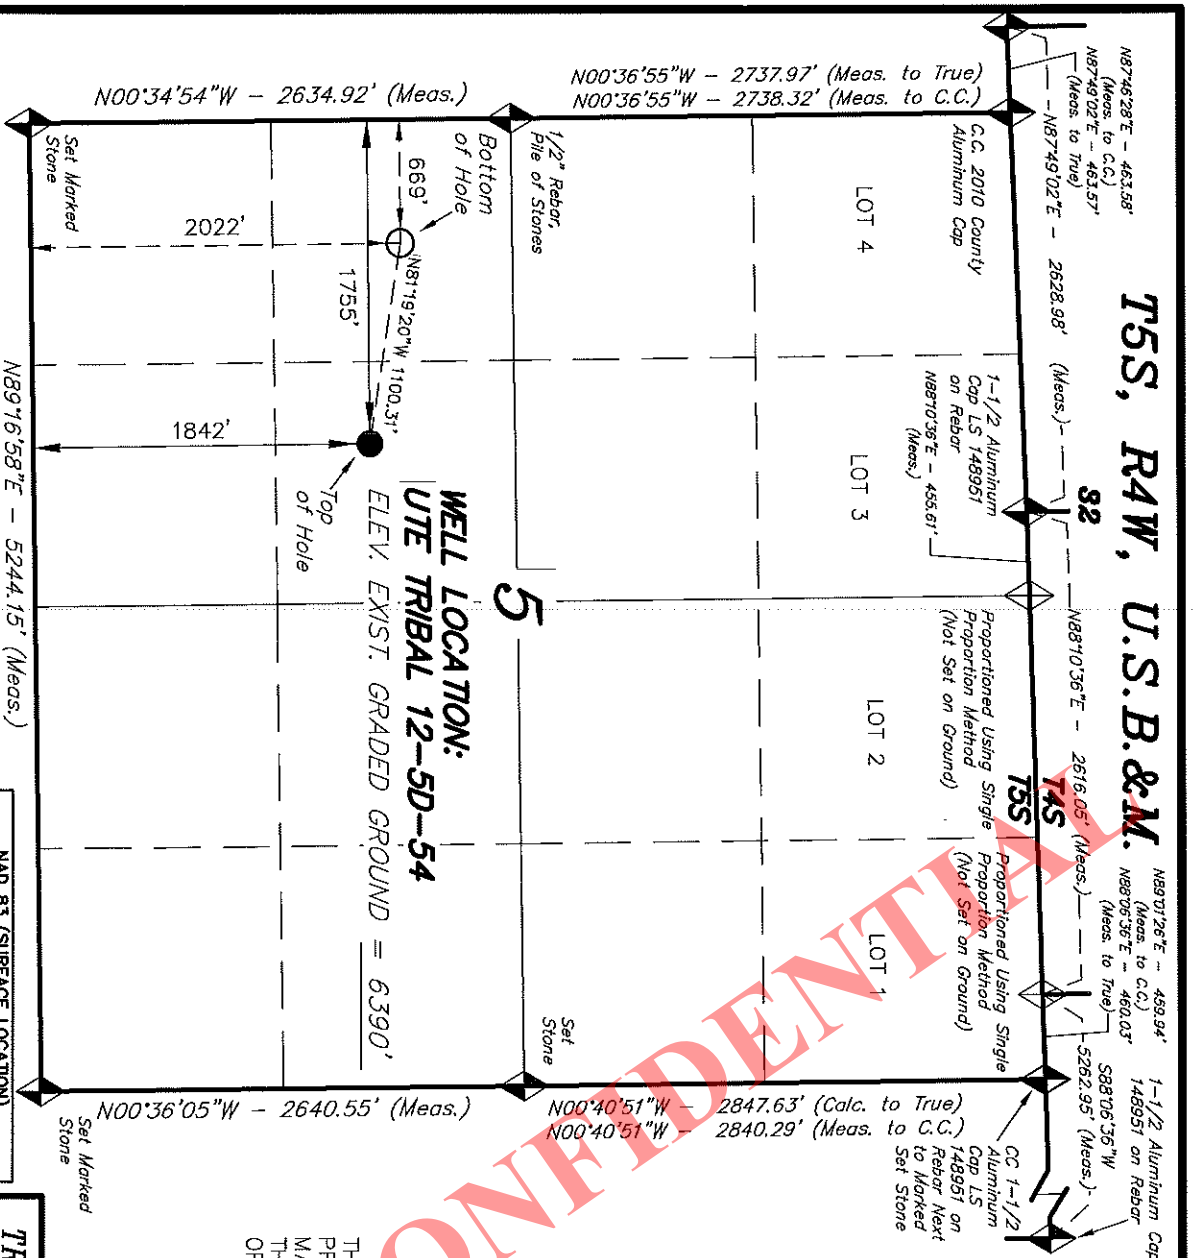 T5S, R4W, U.S.B.&M.
N87°46'28"E - 463.58'
(Meas. to C.C.)
N87°49'02"E - 463.57'
(Meas. to True)
N87°49'02"E - 2628.98' (Meas.)
32
N88°10'36"E - 2616.05' (Meas.)
T4S
T5S
N89°01'26"E - 459.94'
(Meas. to C.C.)
N88°06'36"E - 460.03'
(Meas. to True)
1-1/2 Aluminum Cap
148951 on Rebar
S88°06'36"W
5262.95' (Meas.)
N00°36'55"W - 2737.97' (Meas. to True)
N00°36'55"W - 2738.32' (Meas. to C.C.)
C.C. 2010 County
Aluminum Cap
1-1/2 Aluminum
Cap LS 148951
on Rebar
N88°10'36"E - 455.61'
(Meas.)
Proportioned Using Single
Proportion Method
(Not Set on Ground)
Proportioned Using Single
Proportion Method
(Not Set on Ground)
CC 1-1/2
Aluminum
Cap LS
148951 on
Rebar Next
to Marked
Set Stone
LOT 4
LOT 3
LOT 2
LOT 1
N00°40'51"W - 2847.63' (Calc. to True)
N00°40'51"W - 2840.29' (Meas. to C.C.)
1/2" Rebar,
Pile of Stones
5
Set
Stone
N00°34'54"W - 2634.92' (Meas.)
Bottom
of Hole
669'
N81°19'20"W 1100.31'
1755'
2022'
1842'
Top
of Hole
WELL LOCATION:
UTE TRIBAL 12-5D-54
ELEV. EXIST. GRADED GROUND = 6390'
N00°36'05"W - 2640.55' (Meas.)
Set Marked
Stone
Set Marked
Stone
N89°16'58"E - 5244.15' (Meas.)
NAD 83 (SURFACE LOCATION)
CONFIDENTIAL